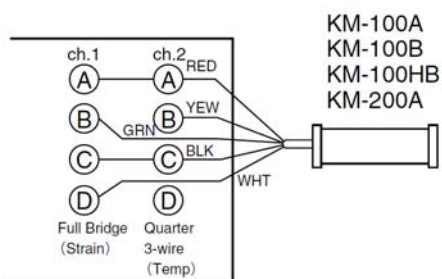 KM-100A
KM-100B
KM-100HB
KM-200A
ch.1 ch.2
A A RED
B B YEW
GRN
C C BLK
D D WHT
Full Bridge Quarter
(Strain) 3-wire
(Temp)